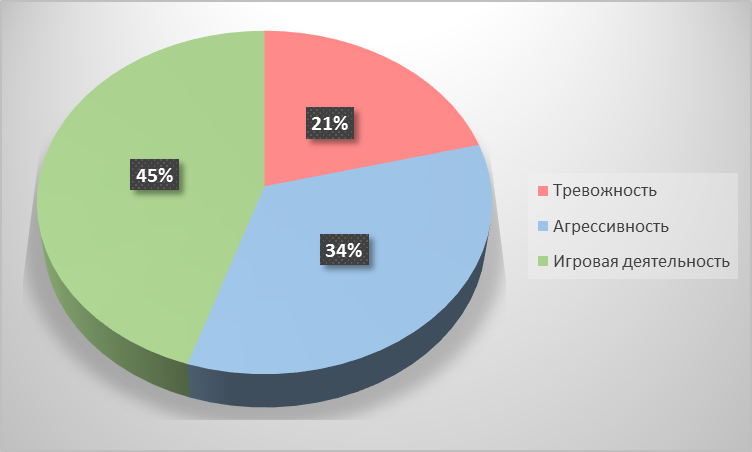 21%
45%
34%
Тревожность
Агрессивность
Игровая деятельность